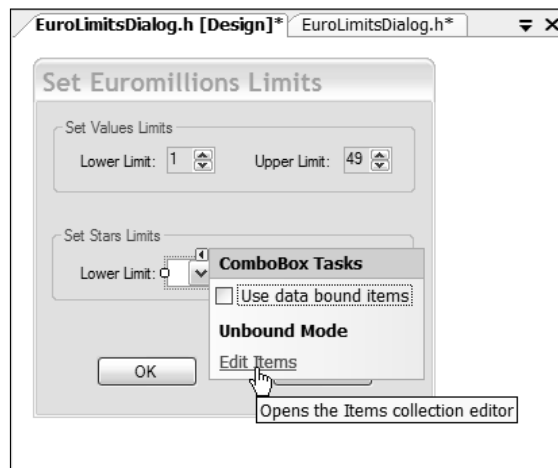 EuroLimitsDialog.h [Design]* EuroLimitsDialog.h*
Set Euromillions Limits
Set Values Limits
Lower Limit: 1 Upper Limit: 49
Set Stars Limits
Lower Limit:
ComboBox Tasks
Use data bound items
Unbound Mode
Edit Items
OK
Opens the Items collection editor